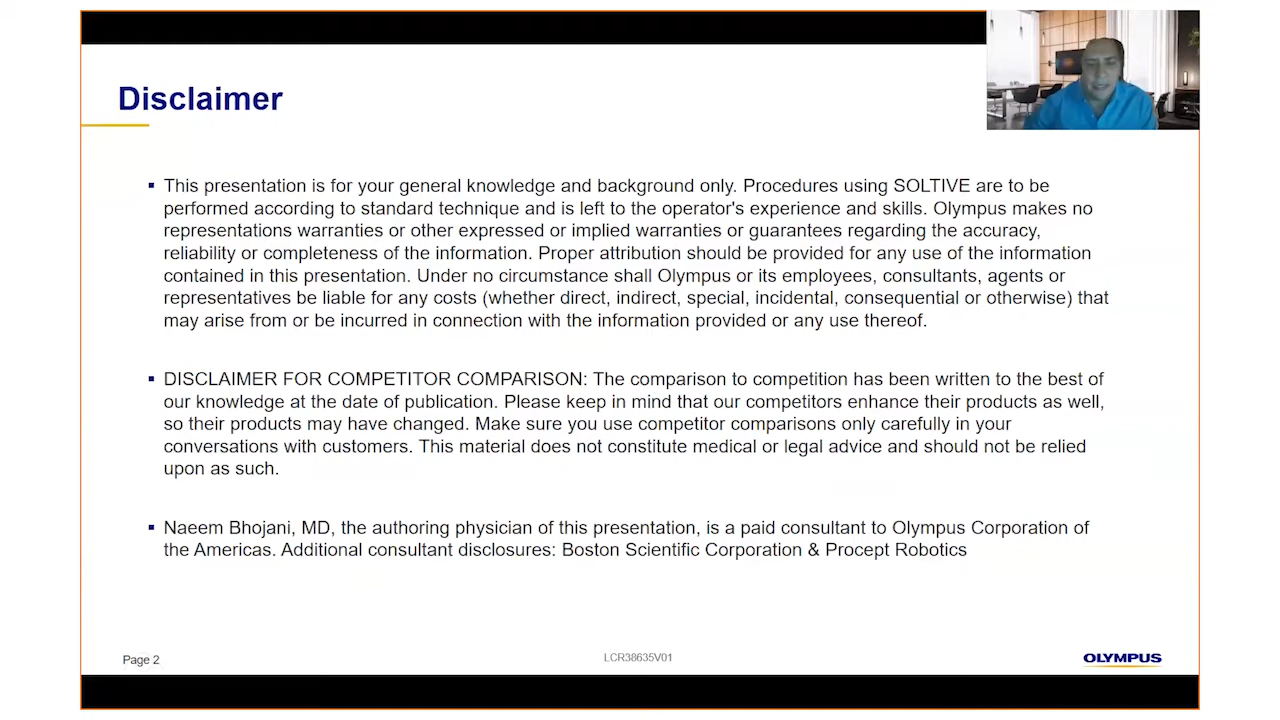 Disclaimer
▪ This presentation is for your general knowledge and background only. Procedures using SOLTIVE are to be
performed according to standard technique and is left to the operator's experience and skills. Olympus makes no
representations warranties or other expressed or implied warranties or guarantees regarding the accuracy,
reliability or completeness of the information. Proper attribution should be provided for any use of the information
contained in this presentation. Under no circumstance shall Olympus or its employees, consultants, agents or
representatives be liable for any costs (whether direct, indirect, special, incidental, consequential or otherwise) that
may arise from or be incurred in connection with the information provided or any use thereof.
▪ DISCLAIMER FOR COMPETITOR COMPARISON: The comparison to competition has been written to the best of
our knowledge at the date of publication. Please keep in mind that our competitors enhance their products as well,
so their products may have changed. Make sure you use competitor comparisons only carefully in your
conversations with customers. This material does not constitute medical or legal advice and should not be relied
upon as such.
▪ Naeem Bhojani, MD, the authoring physician of this presentation, is a paid consultant to Olympus Corporation of
the Americas. Additional consultant disclosures: Boston Scientific Corporation & Procept Robotics
Page 2
LCR38635V01
OLYMPUS